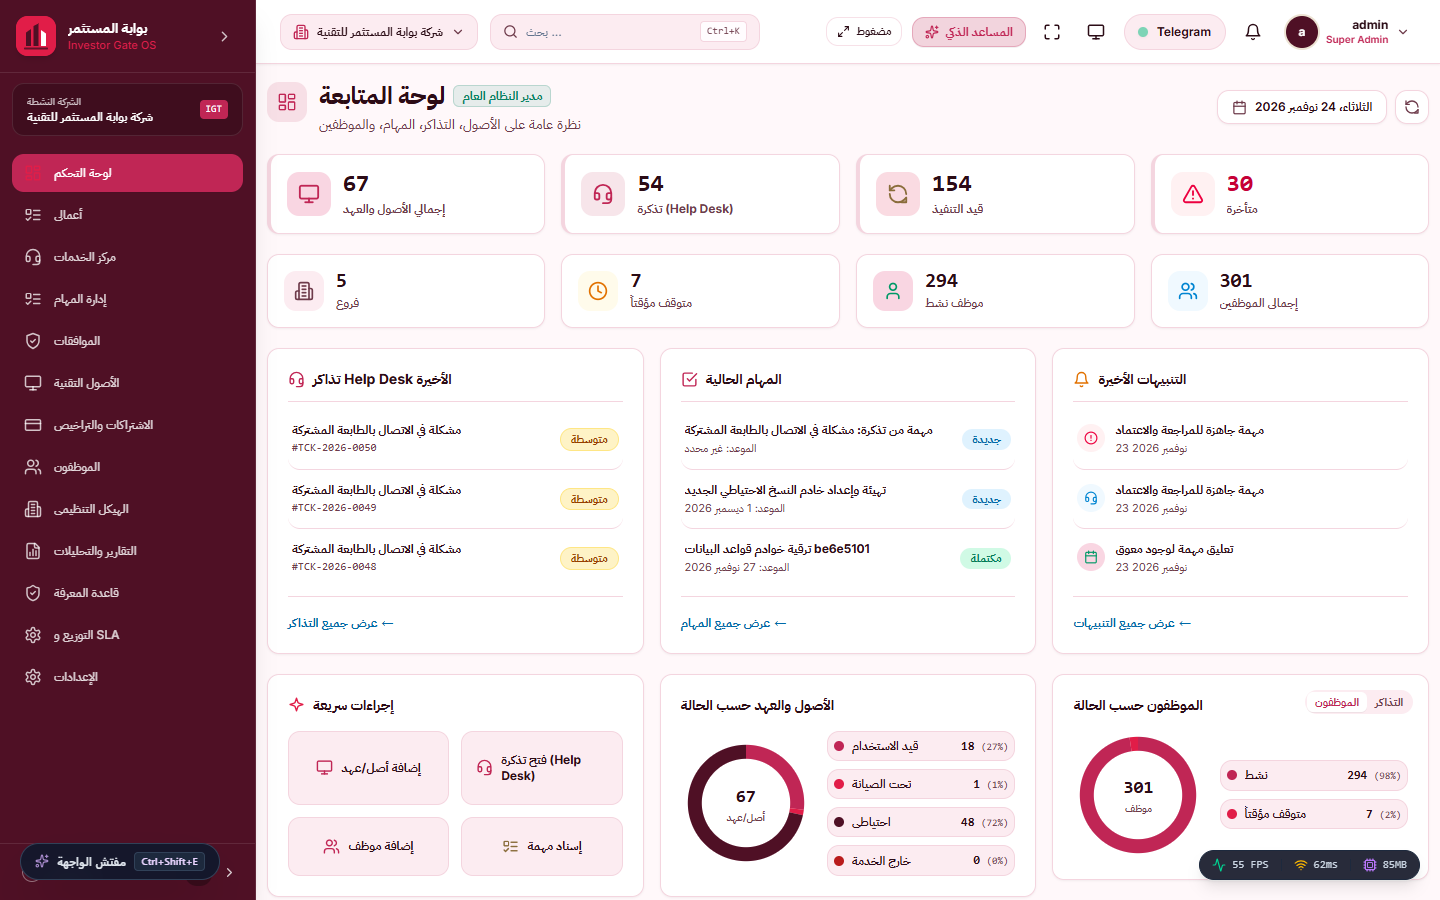 بوابة المستثمر
Investor Gate OS
الشركة النشطة
شركة بوابة المستثمر للتقنية
IGT
لوحة التحكم
أعمالي
مركز الخدمات
إدارة المهام
الموافقات
الأصول التقنية
الاشتراكات والتراخيص
الموظفون
الهيكل التنظيمي
التقارير والتحليلات
قاعدة المعرفة
التوزيع و SLA
الإعدادات
مفتش الواجهة
Ctrl+Shift+E
شركة بوابة المستثمر للتقنية
بحث ...
Ctrl+K
مضغوط
المساعد الذكي
Telegram
a
admin
Super Admin
لوحة المتابعة
مدير النظام العام
نظرة عامة على الأصول، التذاكر، المهام، والموظفين
الثلاثاء، 24 نوفمبر 2026
67
إجمالي الأصول والعهد
54
تذكرة (Help Desk)
154
قيد التنفيذ
30
متأخرة
5
فروع
7
متوقف مؤقتاً
294
موظف نشط
301
إجمالي الموظفين
تذاكر Help Desk الأخيرة
مشكلة في الاتصال بالطابعة المشتركة
#TCK-2026-0050
متوسطة
مشكلة في الاتصال بالطابعة المشتركة
#TCK-2026-0049
متوسطة
مشكلة في الاتصال بالطابعة المشتركة
#TCK-2026-0048
متوسطة
عرض جميع التذاكر ←
المهام الحالية
مهمة من تذكرة: مشكلة في الاتصال بالطابعة المشتركة
الموعد: غير محدد
جديدة
تهيئة وإعداد خادم النسخ الاحتياطي الجديد
الموعد: 1 ديسمبر 2026
جديدة
ترقية خوادم قواعد البيانات be6e5101
الموعد: 27 نوفمبر 2026
مكتملة
عرض جميع المهام ←
التنبيهات الأخيرة
مهمة جاهزة للمراجعة والاعتماد
23 نوفمبر 2026
مهمة جاهزة للمراجعة والاعتماد
23 نوفمبر 2026
تعليق مهمة لوجود معوق
23 نوفمبر 2026
عرض جميع التنبيهات ←
إجراءات سريعة
إضافة أصل/عهد
فتح تذكرة (Help Desk)
إضافة موظف
إسناد مهمة
الأصول والعهد حسب الحالة
67
أصل/عهد
قيد الاستخدام 18 (27%)
تحت الصيانة 1 (1%)
احتياطي 48 (72%)
خارج الخدمة 0 (0%)
الموظفون حسب الحالة
الموظفون
التذاكر
301
موظف
نشط 294 (98%)
متوقف مؤقتاً 7 (2%)
55 FPS
62ms
85MB